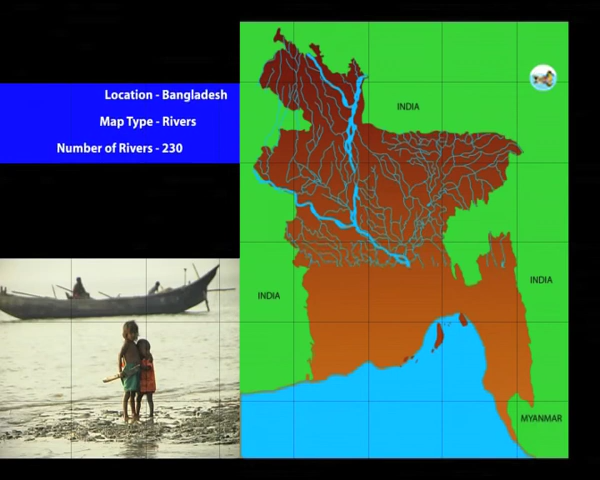 Location - Bangladesh
Map Type - Rivers
Number of Rivers - 230
INDIA
INDIA
INDIA
MYANMAR